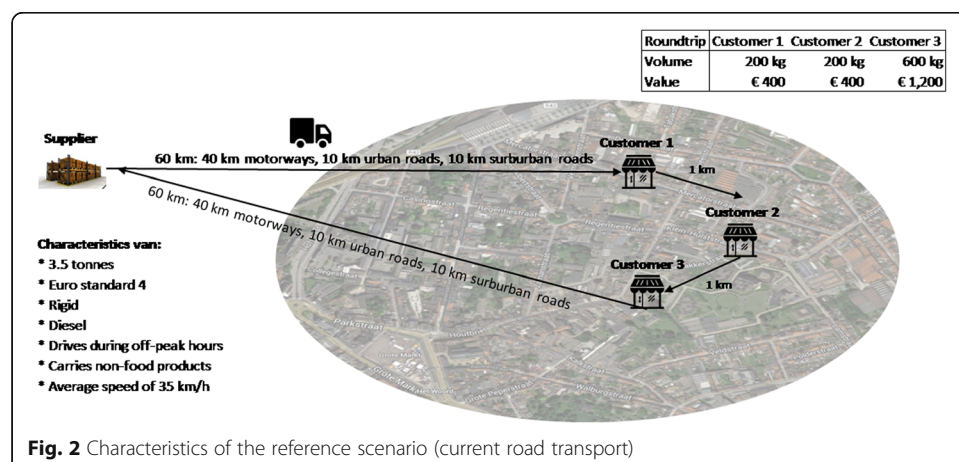 Roundtrip Customer 1 Customer 2 Customer 3
Volume 200 kg 200 kg 600 kg
Value € 400 € 400 € 1,200
Supplier
60 km: 40 km motorways, 10 km urban roads, 10 km surburban roads
Customer 1
1 km
Customer 2
Customer 3
1 km
60 km: 40 km motorways, 10 km urban roads, 10 km surburban roads
Characteristics van:
* 3.5 tonnes
* Euro standard 4
* Rigid
* Diesel
* Drives during off-peak hours
* Carries non-food products
* Average speed of 35 km/h
Parkstraat
Fig. 2 Characteristics of the reference scenario (current road transport)